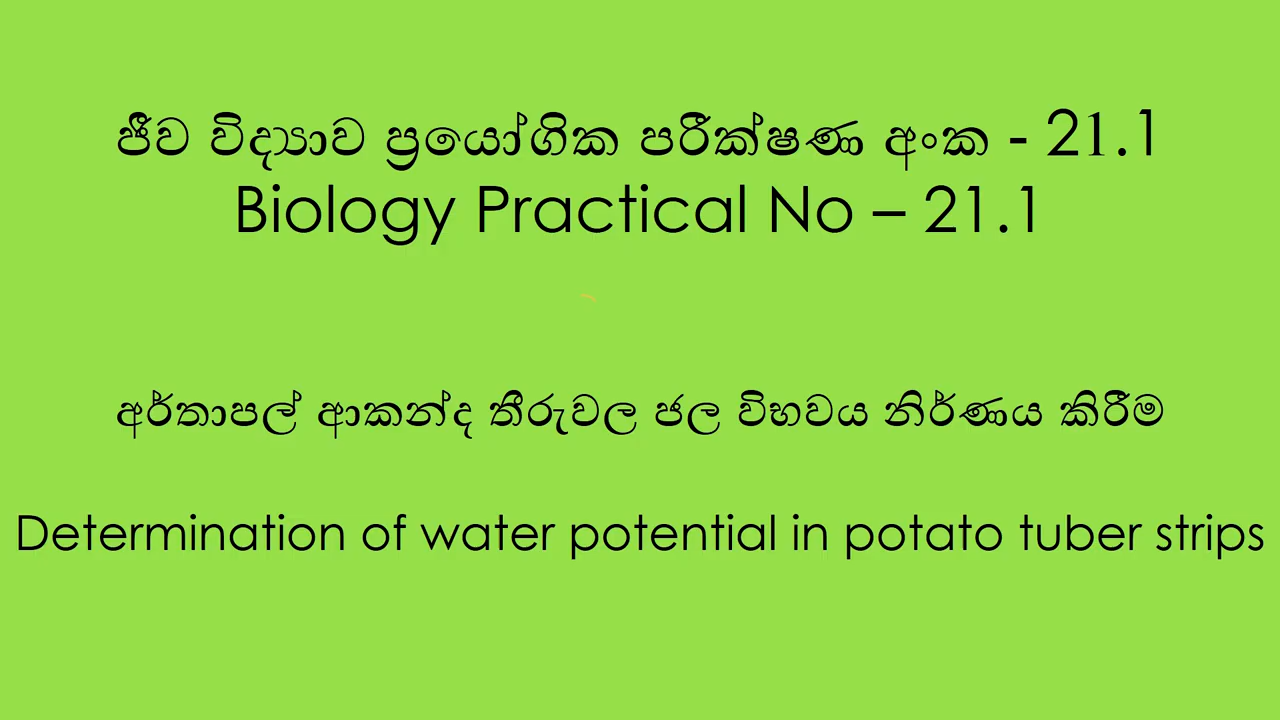 ජීව විද්‍යාව ප්‍රයෝගික පරීක්ෂණ අංක - 21.1
Biology Practical No – 21.1
අර්තාපල් ආකන්ද තීරුවල ජල විභවය නිර්ණය කිරීම
Determination of water potential in potato tuber strips